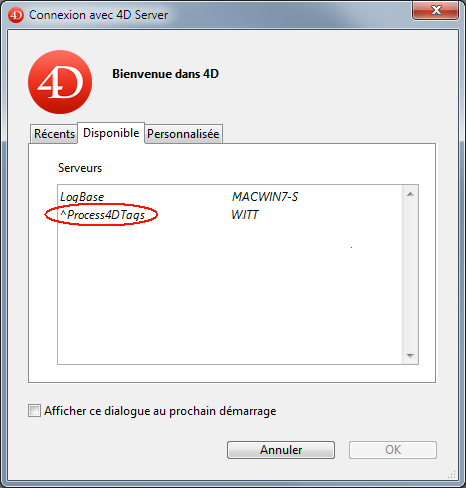 Connexion avec 4D Server
4D
Bienvenue dans 4D
Récents Disponible Personnalisée
Serveurs
LogBase MACWIN7-S
^Process4DTags WITT
Afficher ce dialogue au prochain démarrage
Annuler OK